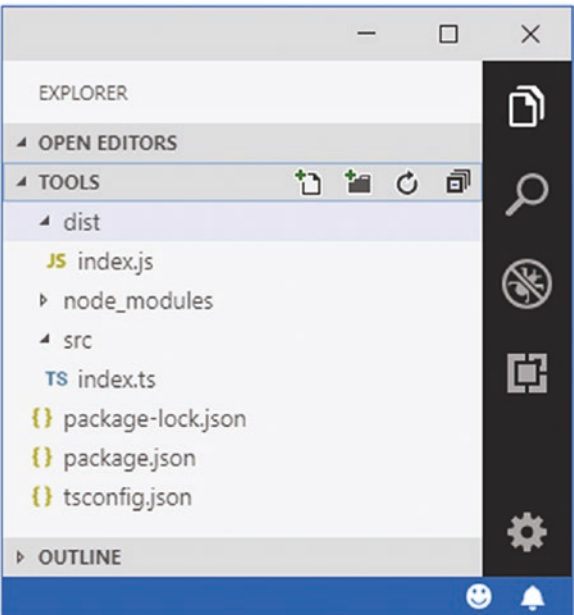 EXPLORER
OPEN EDITORS
TOOLS
dist
JS index.js
node_modules
src
TS index.ts
{} package-lock.json
{} package.json
{} tsconfig.json
OUTLINE